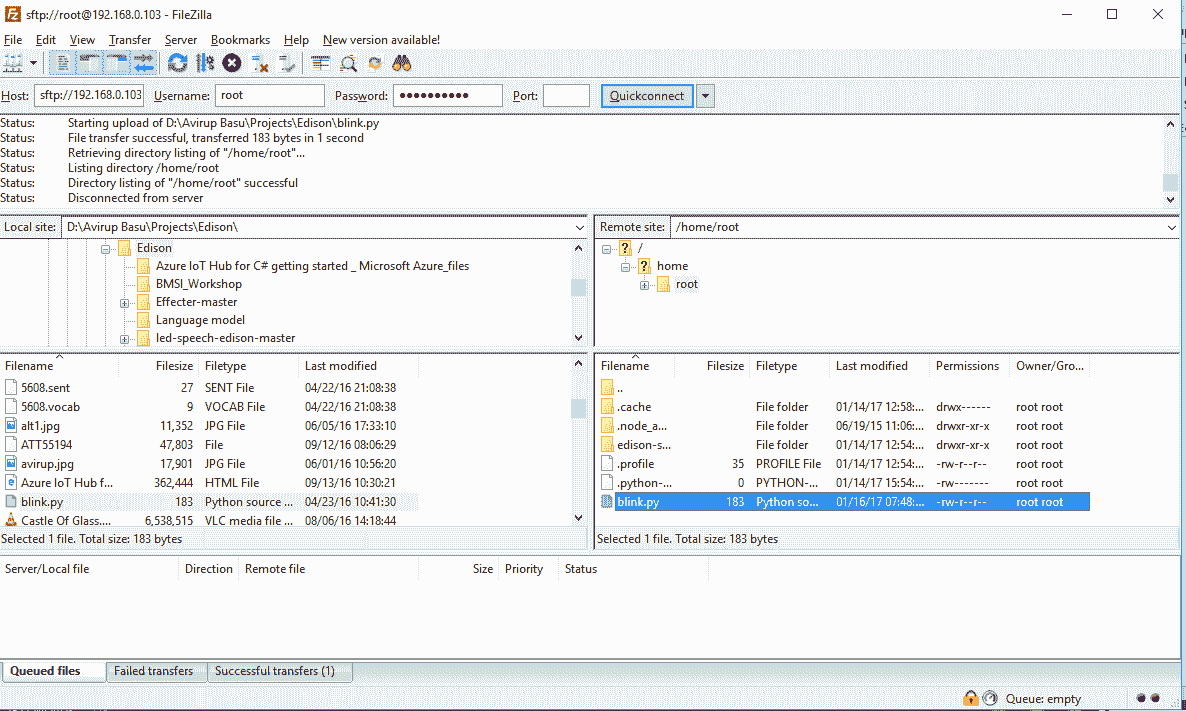 sftp://root@192.168.0.103 - FileZilla
File Edit View Transfer Server Bookmarks Help New version available!
Host: sftp://192.168.0.103 Username: root Password: ●●●●●●●●●● Port: Quickconnect
Status: Starting upload of D:\Avirup Basu\Projects\Edison\blink.py
Status: File transfer successful, transferred 183 bytes in 1 second
Status: Retrieving directory listing of "/home/root"...
Status: Listing directory /home/root
Status: Directory listing of "/home/root" successful
Status: Disconnected from server
Local site: D:\Avirup Basu\Projects\Edison\
Edison
Azure IoT Hub for C# getting started _ Microsoft Azure_files
BMSI_Workshop
Effecter-master
Language model
led-speech-edison-master
Remote site: /home/root
/
home
root
Filename Filesize Filetype Last modified
5608.sent 27 SENT File 04/22/16 21:08:38
5608.vocab 9 VOCAB File 04/22/16 21:08:38
alt1.jpg 11,352 JPG File 06/05/16 17:33:10
ATT55194 47,803 File 09/12/16 08:06:29
avirup.jpg 17,901 JPG File 06/01/16 10:56:20
Azure IoT Hub f... 362,444 HTML File 09/13/16 10:30:21
blink.py 183 Python source ... 04/23/16 10:41:30
Castle Of Glass.... 6,538,515 VLC media file ... 08/06/16 14:18:44
Selected 1 file. Total size: 183 bytes
Filename Filesize Filetype Last modified Permissions Owner/Gro...
..
.cache File folder 01/14/17 12:58:... drwx------ root root
.node_a... File folder 06/19/15 11:06:... drwxr-xr-x root root
edison-s... File folder 01/14/17 12:54:... drwxr-xr-x root root
.profile 35 PROFILE File 01/14/17 12:54:... -rw-r--r-- root root
.python-... 0 PYTHON-... 01/14/17 15:54:... -rw------- root root
blink.py 183 Python so... 01/16/17 07:48:... -rw-r--r-- root root
Selected 1 file. Total size: 183 bytes
Server/Local file Direction Remote file Size Priority Status
Queued files Failed transfers Successful transfers (1)
Queue: empty